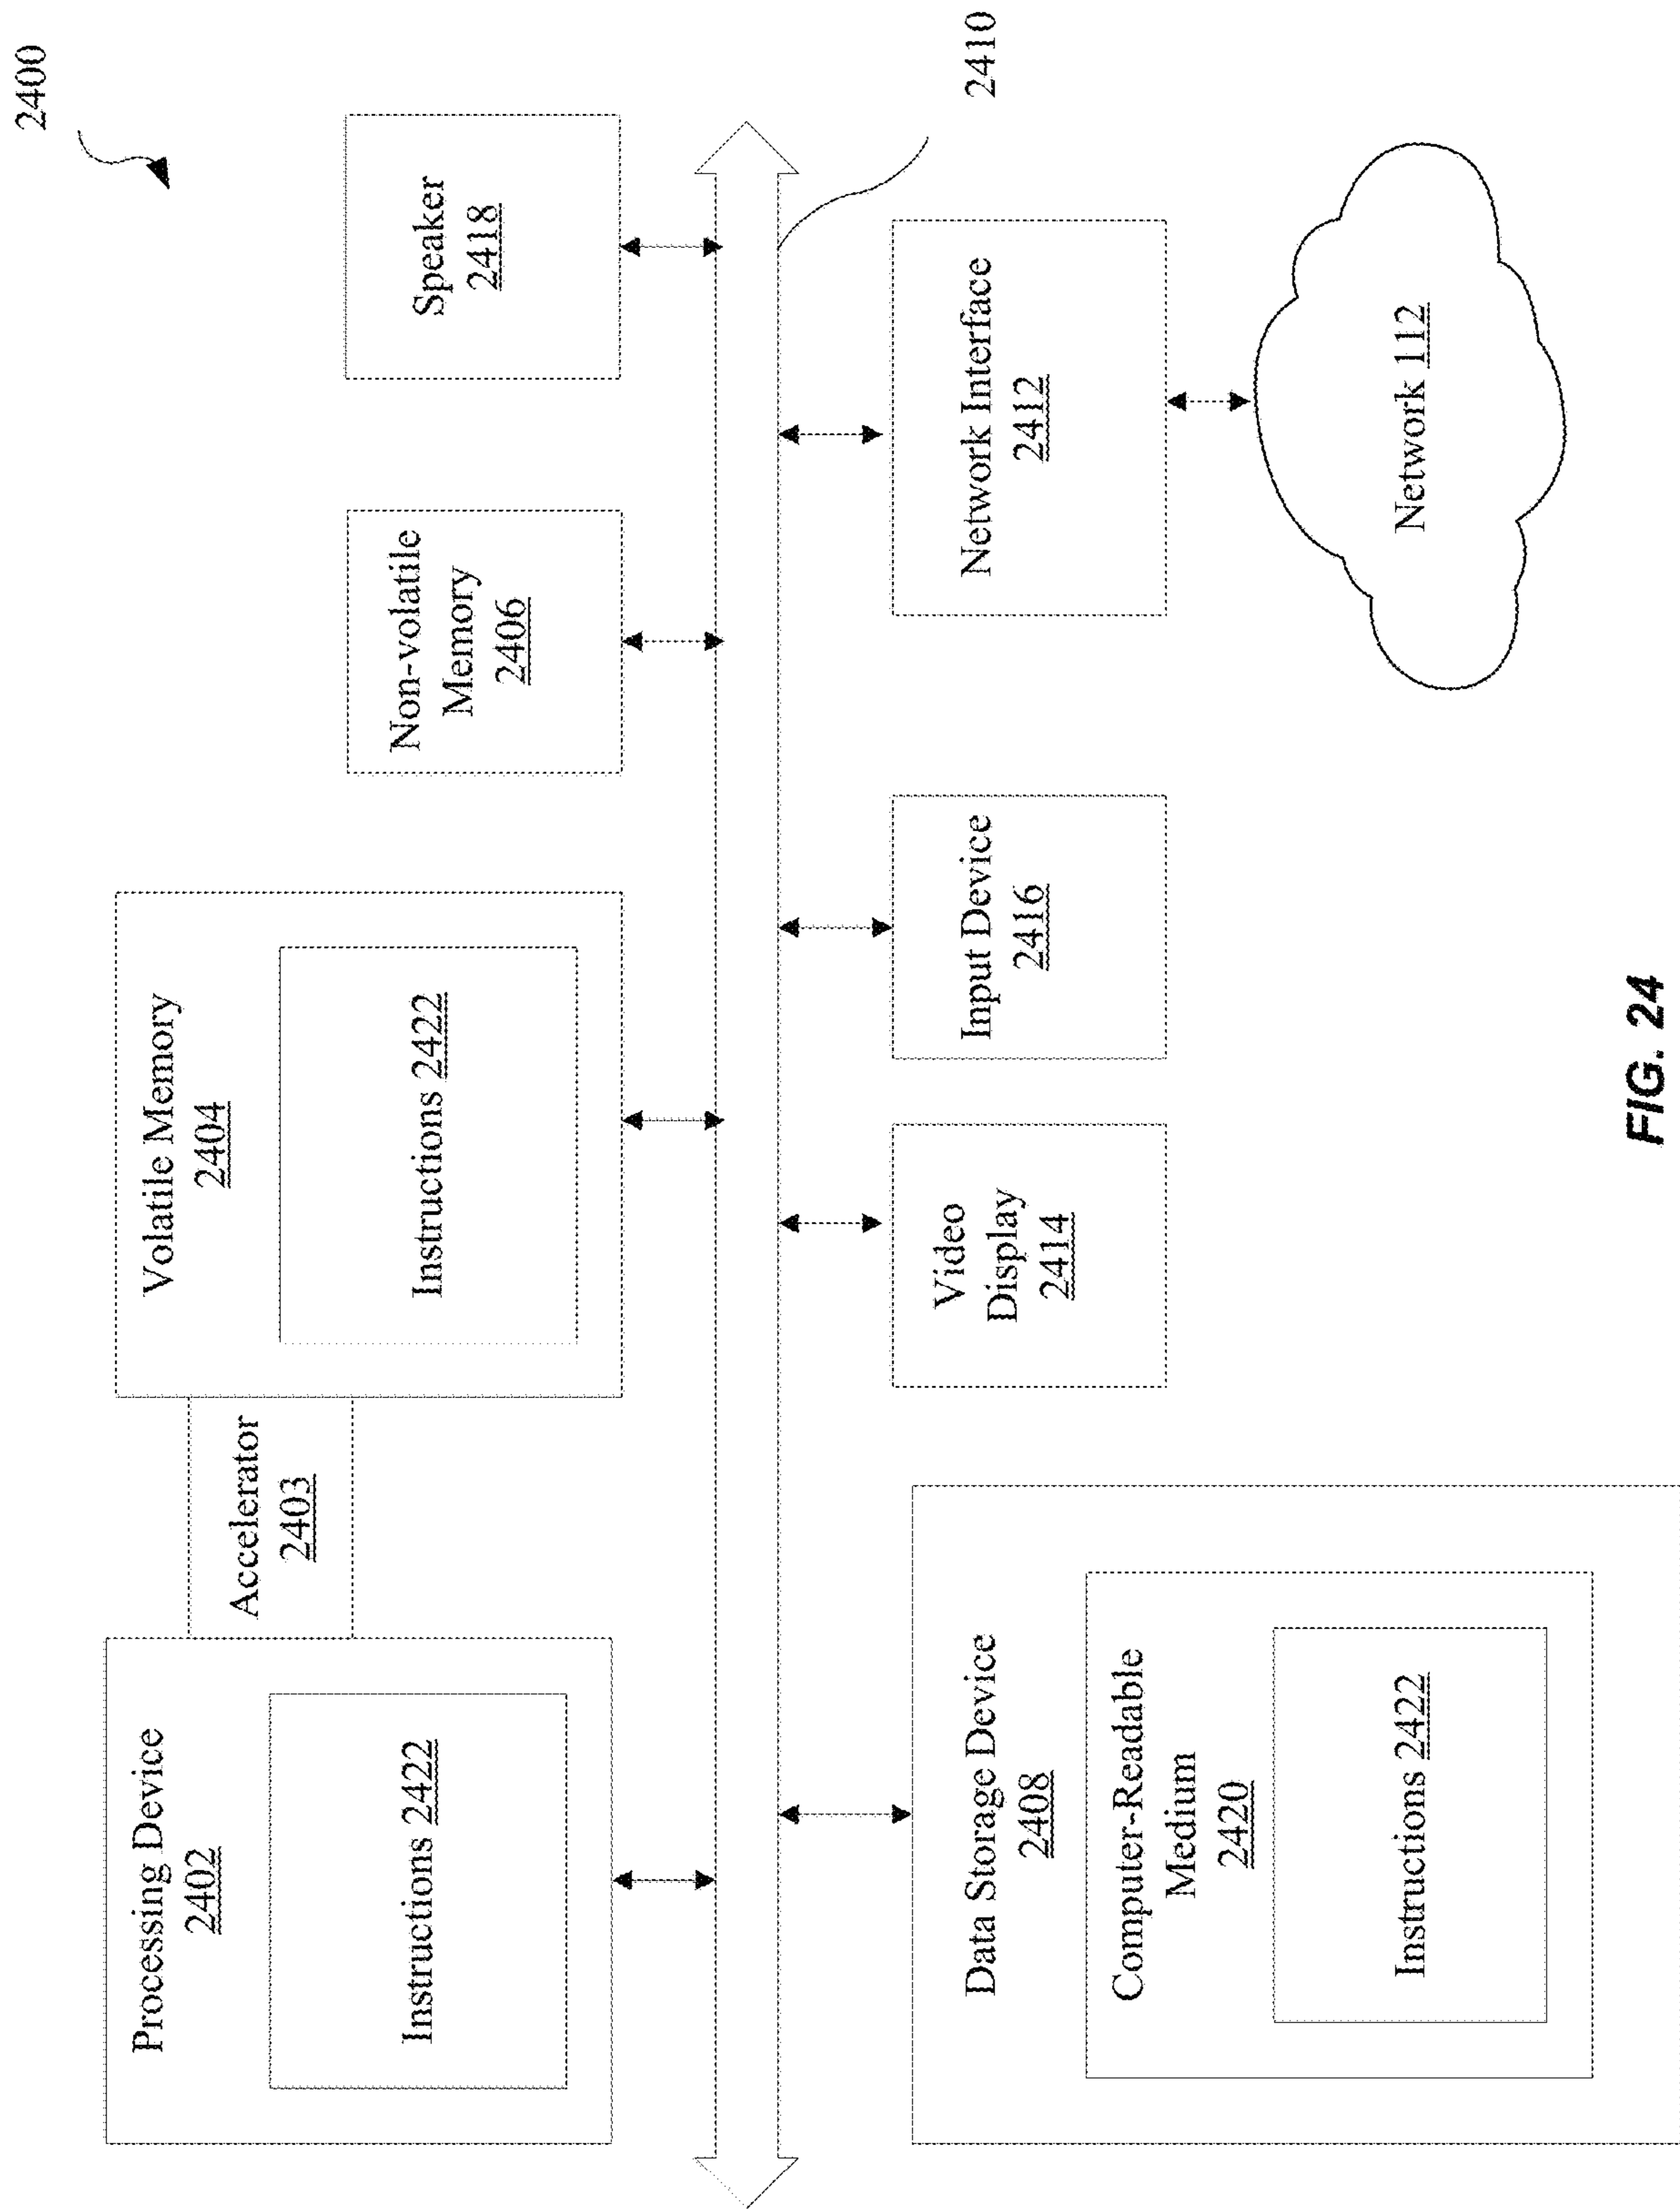 2400
Processing Device
2402
Instructions 2422
Accelerator
2403
Volatile Memory
2404
Instructions 2422
Non-volatile
Memory
2406
Speaker
2418
2410
Data Storage Device
2408
Computer-Readable
Medium
2420
Instructions 2422
Video
Display
2414
Input Device
2416
Network Interface
2412
Network 112
FIG. 24